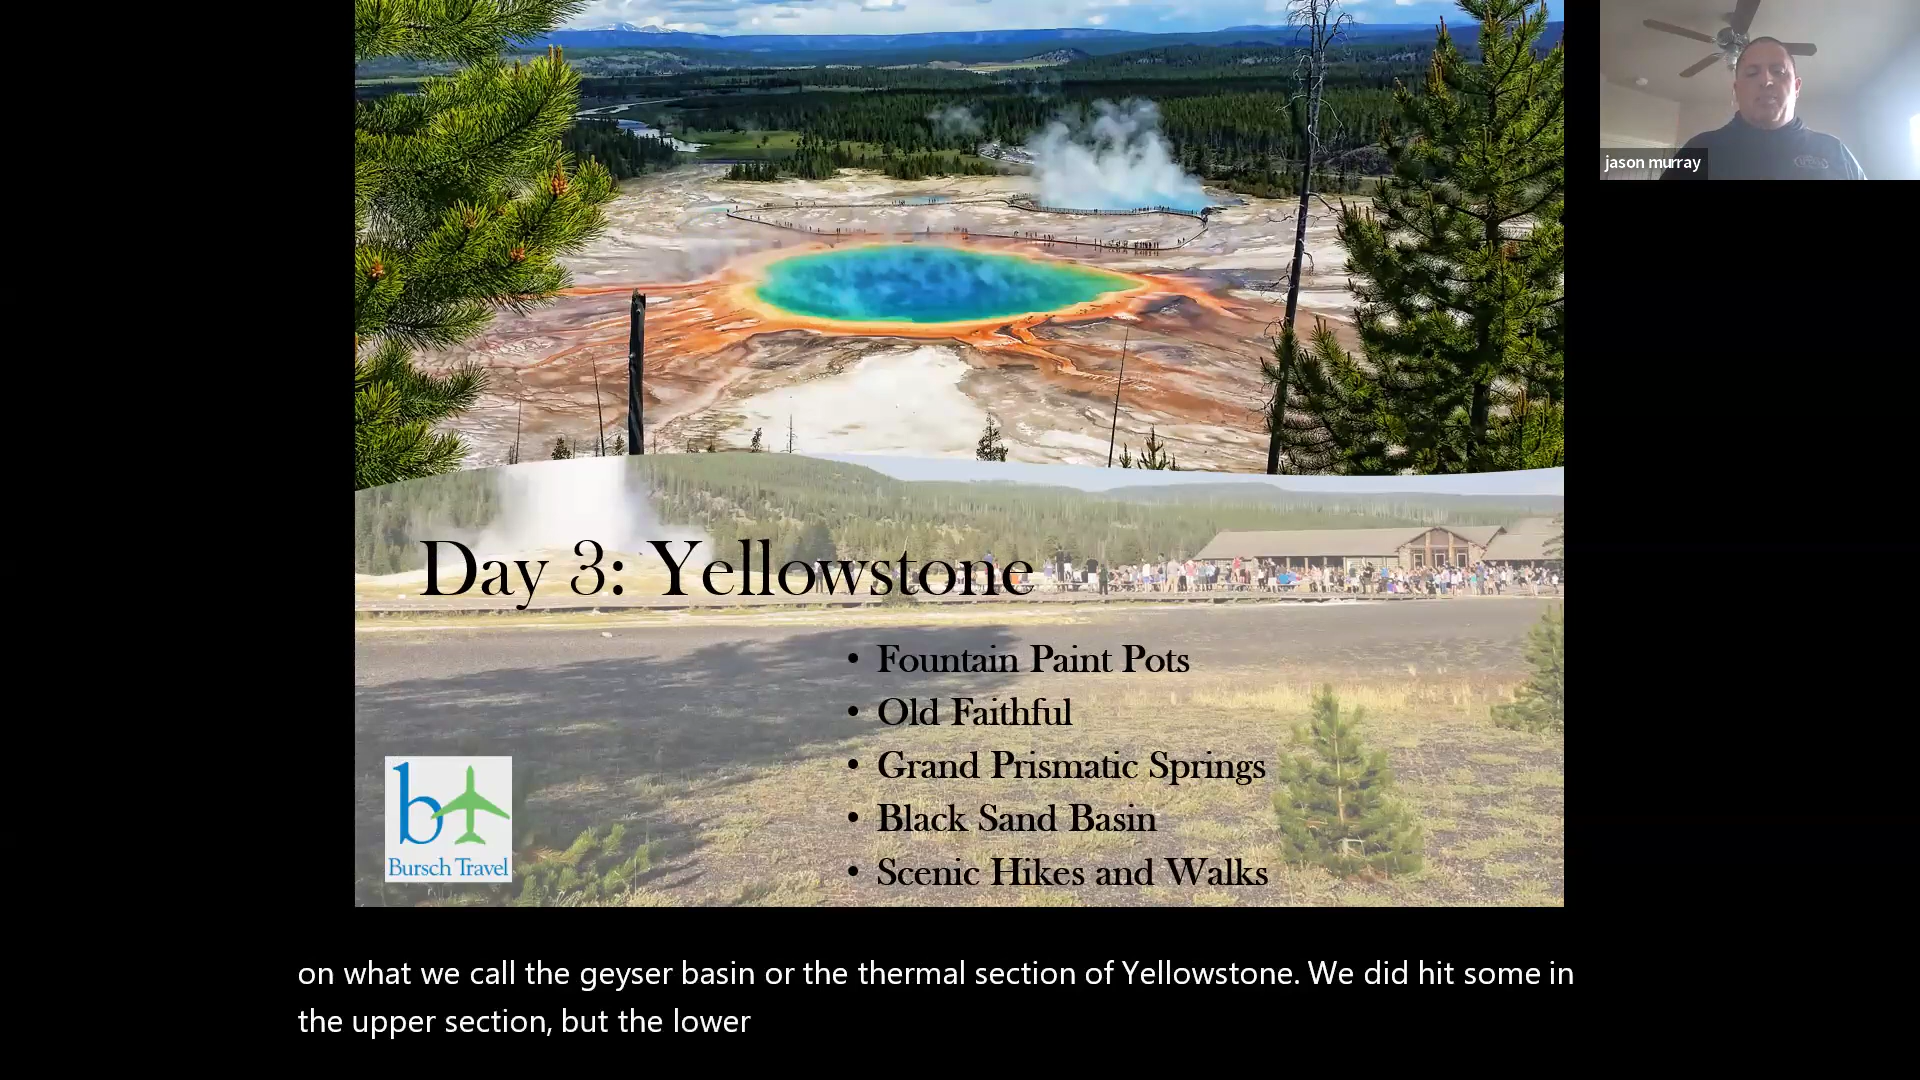 jason murray
Day 3: Yellowstone
• Fountain Paint Pots
• Old Faithful
• Grand Prismatic Springs
• Black Sand Basin
• Scenic Hikes and Walks
b
Bursch Travel
on what we call the geyser basin or the thermal section of Yellowstone. We did hit some in
the upper section, but the lower